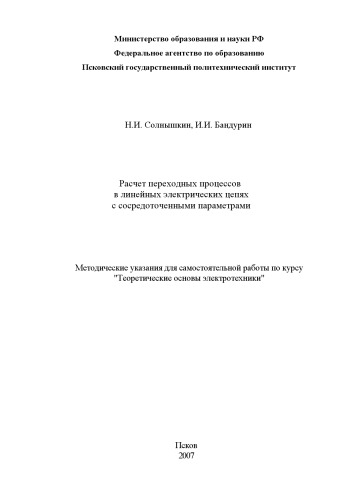 Министерство образования и науки РФ
Федеральное агентство по образованию
Псковский государственный политехнический институт
Н.И. Солнышкин, И.И. Бандурин
Расчет переходных процессов
в линейных электрических цепях
с сосредоточенными параметрами
Методические указания для самостоятельной работы по курсу
"Теоретические основы электротехники"
Псков
2007